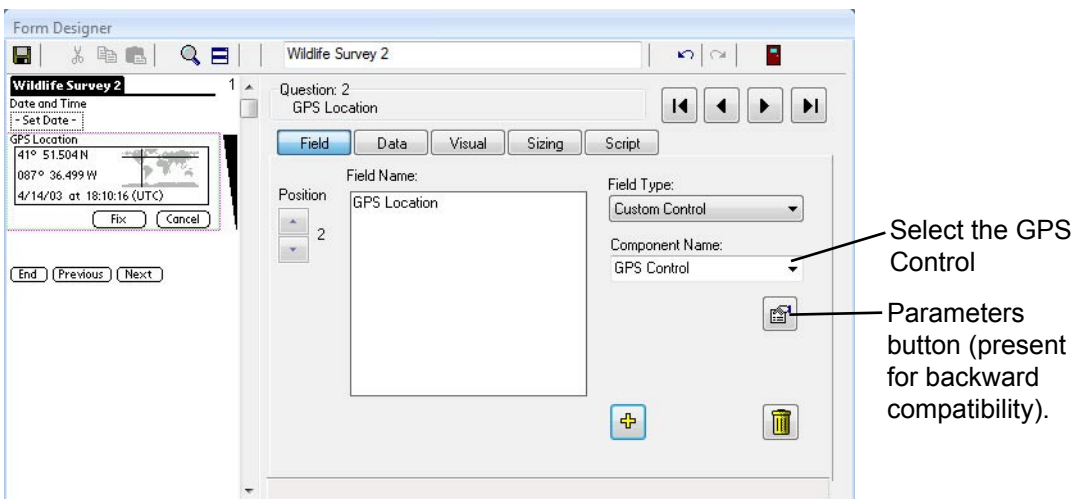 Form Designer
Wildlife Survey 2
Wildlife Survey 2 1
Date and Time
- Set Date -
GPS Location
41° 51.504 N
087° 36.499 W
4/14/03 at 18:10:16 (UTC)
Fix Cancel
End Previous Next
Question: 2
GPS Location
Field Data Visual Sizing Script
Position
2
Field Name:
GPS Location
Field Type:
Custom Control
Component Name:
GPS Control
Select the GPS
Control
Parameters
button (present
for backward
compatibility).